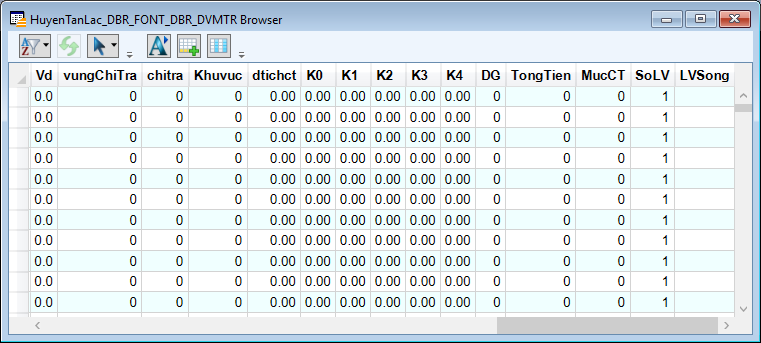 HuyenTanLac_DBR_FONT_DBR_DVMTR Browser
Vd vungChiTra chitra Khuvuc dtichct K0 K1 K2 K3 K4 DG TongTien MucCT SoLV LVSong
0.0 0 0 0 0.00 0.00 0.00 0.00 0.00 0.00 0 0 0 1
0.0 0 0 0 0.00 0.00 0.00 0.00 0.00 0.00 0 0 0 1
0.0 0 0 0 0.00 0.00 0.00 0.00 0.00 0.00 0 0 0 1
0.0 0 0 0 0.00 0.00 0.00 0.00 0.00 0.00 0 0 0 1
0.0 0 0 0 0.00 0.00 0.00 0.00 0.00 0.00 0 0 0 1
0.0 0 0 0 0.00 0.00 0.00 0.00 0.00 0.00 0 0 0 1
0.0 0 0 0 0.00 0.00 0.00 0.00 0.00 0.00 0 0 0 1
0.0 0 0 0 0.00 0.00 0.00 0.00 0.00 0.00 0 0 0 1
0.0 0 0 0 0.00 0.00 0.00 0.00 0.00 0.00 0 0 0 1
0.0 0 0 0 0.00 0.00 0.00 0.00 0.00 0.00 0 0 0 1
0.0 0 0 0 0.00 0.00 0.00 0.00 0.00 0.00 0 0 0 1